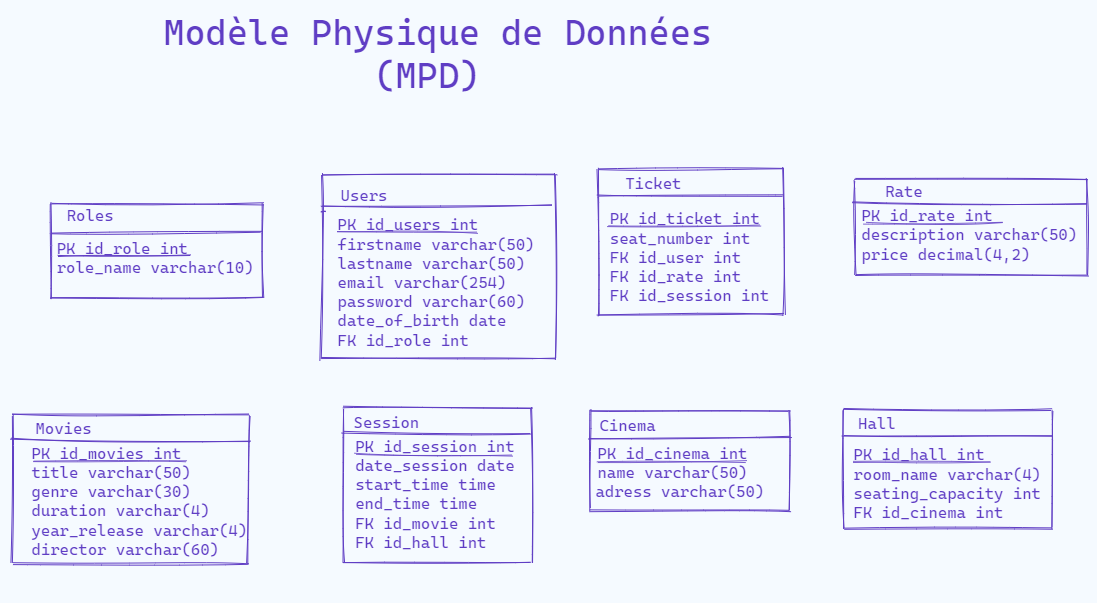 Modèle Physique de Données
(MPD)
Roles
PK id_role int
role_name varchar(10)
Users
PK id_users int
firstname varchar(50)
lastname varchar(50)
email varchar(254)
password varchar(60)
date_of_birth date
FK id_role int
Ticket
PK id_ticket int
seat_number int
FK id_user int
FK id_rate int
FK id_session int
Rate
PK id_rate int
description varchar(50)
price decimal(4,2)
Movies
PK id_movies int
title varchar(50)
genre varchar(30)
duration varchar(4)
year_release varchar(4)
director varchar(60)
Session
PK id_session int
date_session date
start_time time
end_time time
FK id_movie int
FK id_hall int
Cinema
PK id_cinema int
name varchar(50)
adress varchar(50)
Hall
PK id_hall int
room_name varchar(4)
seating_capacity int
FK id_cinema int